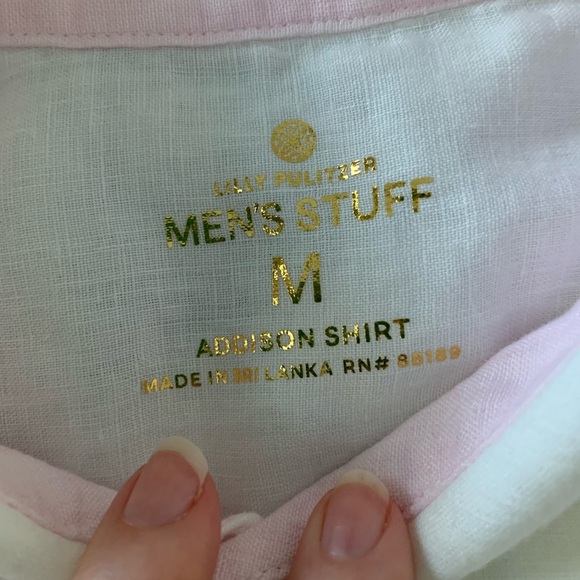 LILLY PULITZER
MEN'S STUFF
M
ADDISON SHIRT
MADE IN SRI LANKA RN# 88189